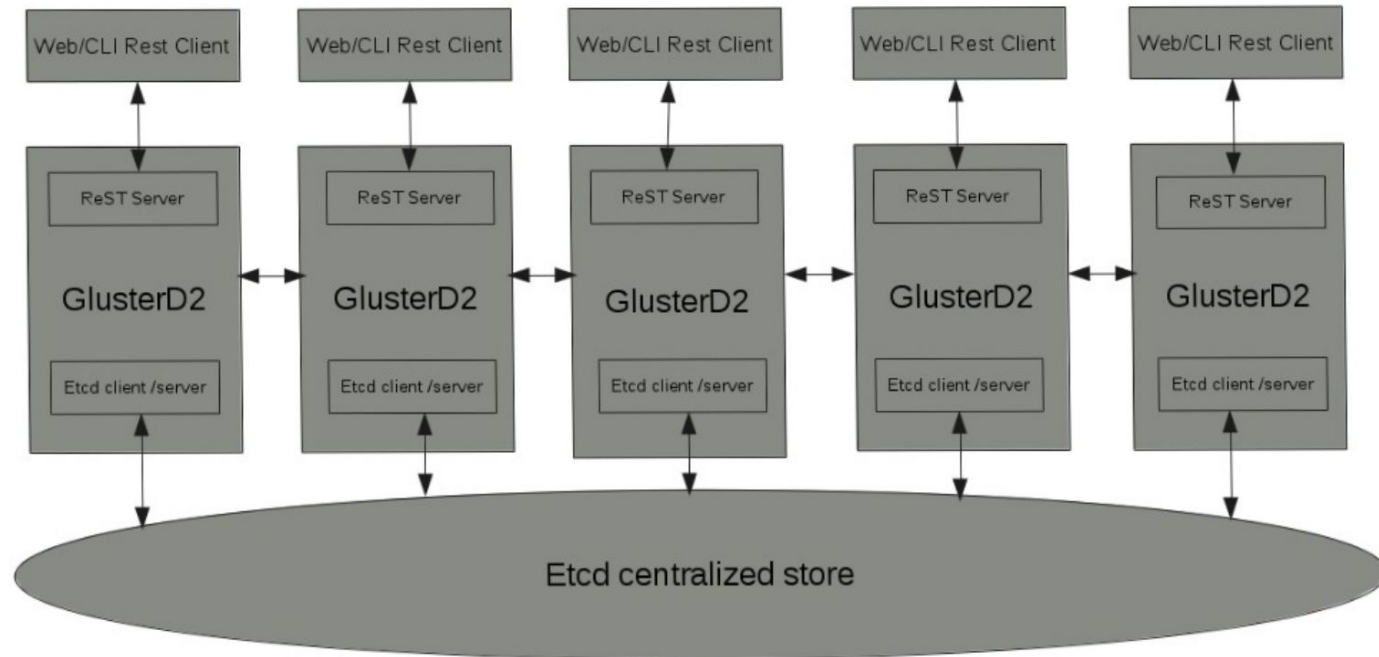 Web/CLI Rest Client
Web/CLI Rest Client
Web/CLI Rest Client
Web/CLI Rest Client
Web/CLI Rest Client
ReST Server
ReST Server
ReST Server
ReST Server
ReST Server
GlusterD2
GlusterD2
GlusterD2
GlusterD2
GlusterD2
Etcd client /server
Etcd client /server
Etcd client /server
Etcd client /server
Etcd client /server
Etcd centralized store